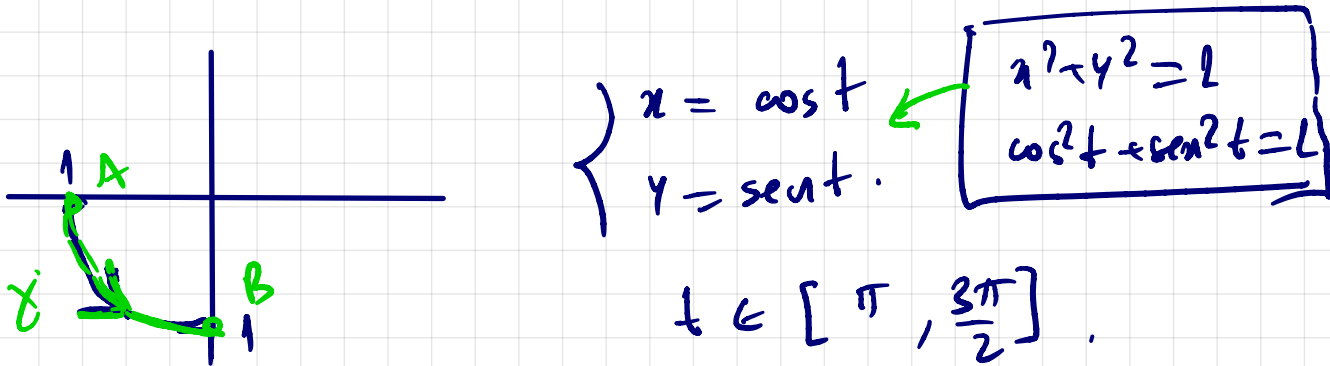 1 A
γ
B
1
{ x = cos t
y = sen t .
x² + y² = 1
cos² t + sen² t = 1
t ∈ [ π , 3π/2 ] .